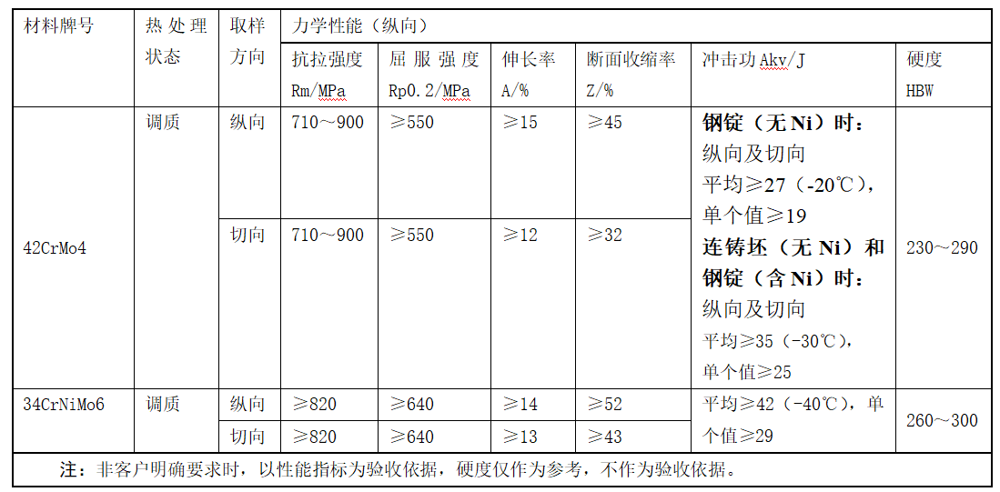 材料牌号 热处理 取样 力学性能（纵向）
状态 方向 抗拉强度 屈服强度 伸长率 断面收缩率 冲击功Akv/J 硬度
Rm/MPa Rp0.2/MPa A/% Z/% HBW
42CrMo4 调质 纵向 710～900 ≥550 ≥15 ≥45 钢锭（无Ni）时：
纵向及切向
平均≥27（-20℃），
单个值≥19
切向 710～900 ≥550 ≥12 ≥32 连铸坯（无Ni）和 230～290
钢锭（含Ni）时：
纵向及切向
平均≥35（-30℃），
单个值≥25
34CrNiMo6 调质 纵向 ≥820 ≥640 ≥14 ≥52 平均≥42（-40℃），单 260～300
切向 ≥820 ≥640 ≥13 ≥43 个值≥29
注：非客户明确要求时，以性能指标为验收依据，硬度仅作为参考，不作为验收依据。